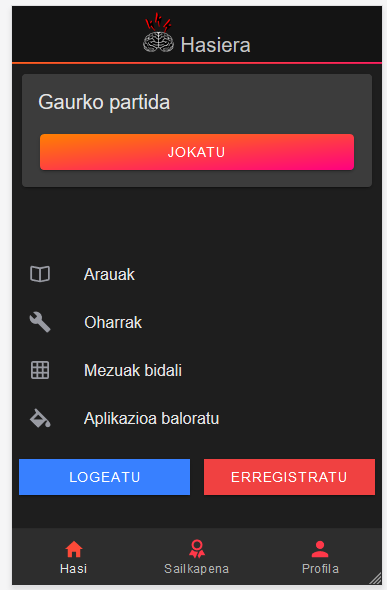 Hasiera
Gaurko partida
JOKATU
Arauak
Oharrak
Mezuak bidali
Aplikazioa baloratu
LOGEATU ERREGISTRATU
Hasi Sailkapena Profila